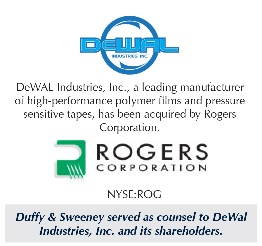 DeWAL
INDUSTRIES, INC.
DeWAL Industries, Inc., a leading manufacturer
of high-performance polymer films and pressure
sensitive tapes, has been acquired by Rogers
Corporation.
ROGERS
CORPORATION
NYSE:ROG
Duffy & Sweeney served as counsel to DeWal
Industries, Inc. and its shareholders.